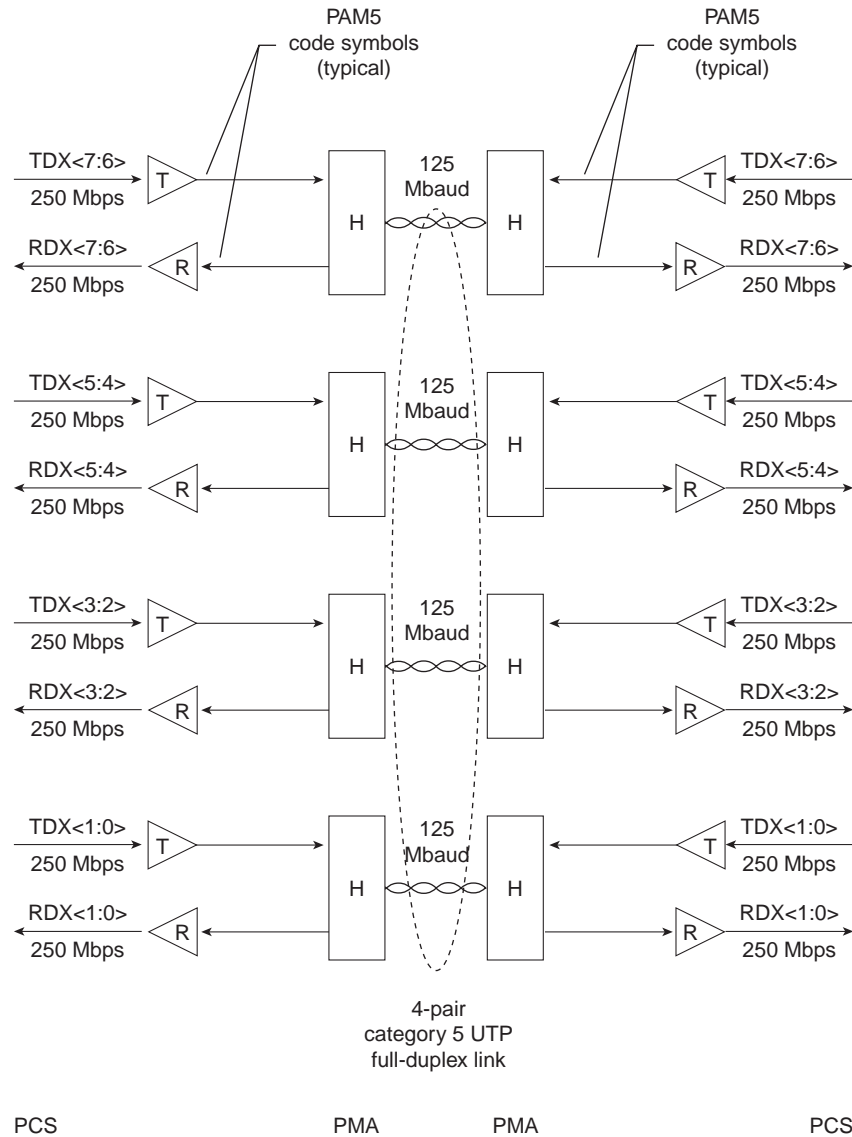 PAM5
code symbols
(typical)
PAM5
code symbols
(typical)
TDX<7:6>
T
250 Mbps
RDX<7:6>
R
250 Mbps
H
125
Mbaud
H
TDX<7:6>
T
250 Mbps
RDX<7:6>
R
250 Mbps
TDX<5:4>
T
250 Mbps
RDX<5:4>
R
250 Mbps
H
125
Mbaud
H
TDX<5:4>
T
250 Mbps
RDX<5:4>
R
250 Mbps
TDX<3:2>
T
250 Mbps
RDX<3:2>
R
250 Mbps
H
125
Mbaud
H
TDX<3:2>
T
250 Mbps
RDX<3:2>
R
250 Mbps
TDX<1:0>
T
250 Mbps
RDX<1:0>
R
250 Mbps
H
125
Mbaud
H
TDX<1:0>
T
250 Mbps
RDX<1:0>
R
250 Mbps
4-pair
category 5 UTP
full-duplex link
PCS PMA PMA PCS